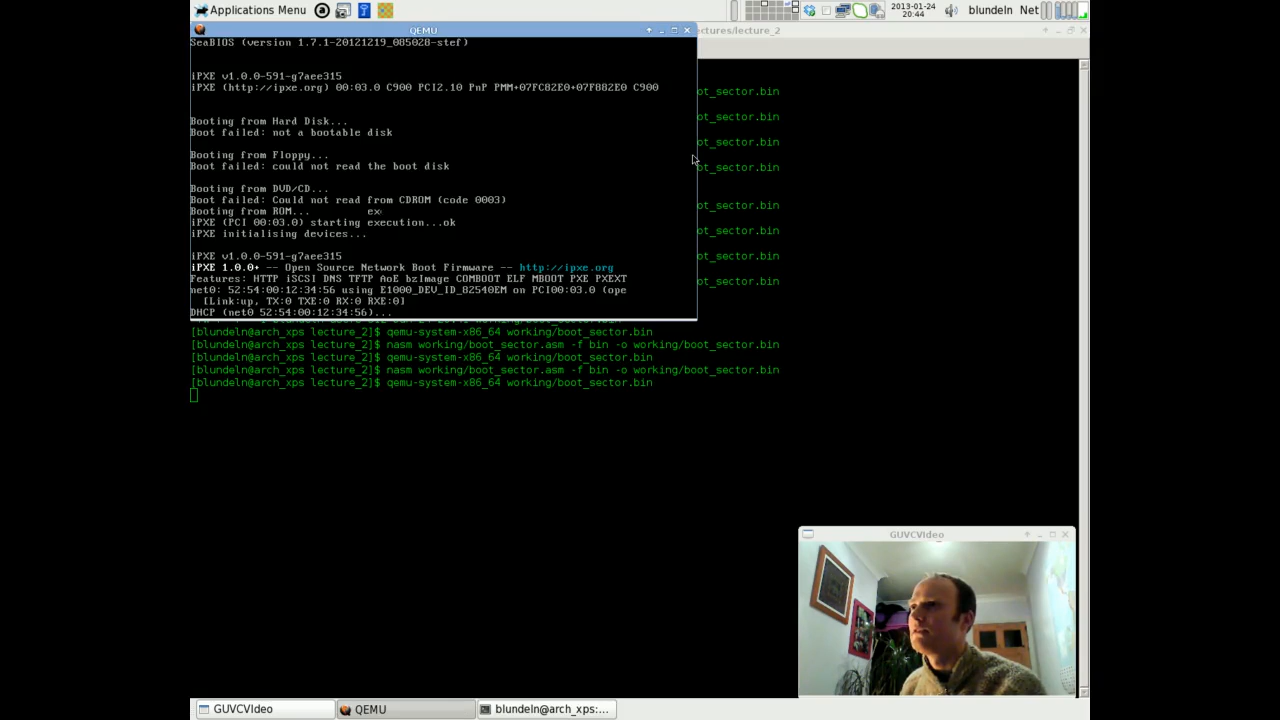 Applications Menu
2013-01-24
20:44
blundeln
Net
QEMU
ectures/lecture_2
SeaBIOS (version 1.7.1-20121219_085028-stef)
iPXE v1.0.0-591-g7aee315
iPXE (http://ipxe.org) 00:03.0 C900 PCI2.10 PnP PMM+07FC82E0+07F882E0 C900
ot_sector.bin
ot_sector.bin
Booting from Hard Disk...
Boot failed: not a bootable disk
ot_sector.bin
Booting from Floppy...
Boot failed: could not read the boot disk
ot_sector.bin
Booting from DVD/CD...
Boot failed: Could not read from CDROM (code 0003)
ot_sector.bin
Booting from ROM... ex
iPXE (PCI 00:03.0) starting execution...ok
ot_sector.bin
iPXE initialising devices...
iPXE v1.0.0-591-g7aee315
ot_sector.bin
iPXE 1.0.0+ -- Open Source Network Boot Firmware -- http://ipxe.org
Features: HTTP iSCSI DNS TFTP AoE bzImage COMBOOT ELF MBOOT PXE PXEXT
ot_sector.bin
net0: 52:54:00:12:34:56 using E1000_DEV_ID_82540EM on PCI00:03.0 (ope
[Link:up, TX:0 TXE:0 RX:0 RXE:0]
DHCP (net0 52:54:00:12:34:56)...
[blundeln@arch_xps lecture_2]$ qemu-system-x86_64 working/boot_sector.bin
[blundeln@arch_xps lecture_2]$ nasm working/boot_sector.asm -f bin -o working/boot_sector.bin
[blundeln@arch_xps lecture_2]$ qemu-system-x86_64 working/boot_sector.bin
[blundeln@arch_xps lecture_2]$ nasm working/boot_sector.asm -f bin -o working/boot_sector.bin
[blundeln@arch_xps lecture_2]$ qemu-system-x86_64 working/boot_sector.bin
GUVCVideo
GUVCVIdeo
QEMU
blundeln@arch_xps:...